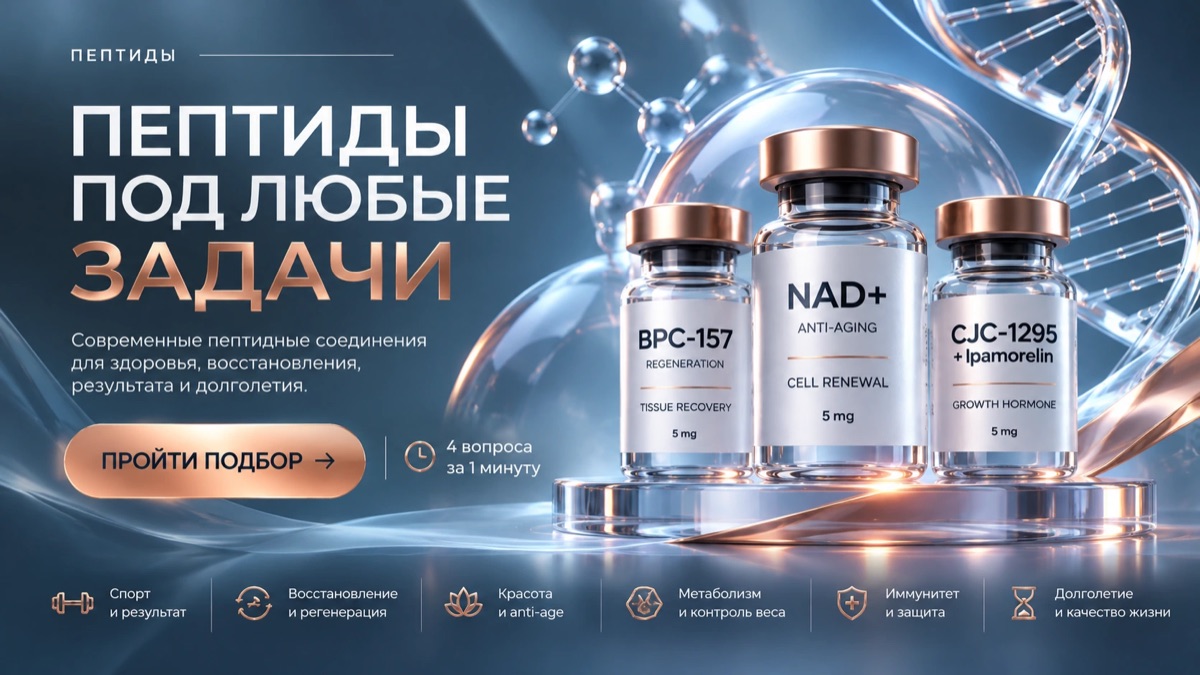 ПЕПТИДЫ
ПЕПТИДЫ
ПОД ЛЮБЫЕ
ЗАДАЧИ
Современные пептидные соединения
для здоровья, восстановления,
результата и долголетия.
ПРОЙТИ ПОДБОР →
4 вопроса
за 1 минуту
BPC-157
REGENERATION
TISSUE RECOVERY
5 mg
NAD+
ANTI-AGING
CELL RENEWAL
5 mg
CJC-1295
+ Ipamorelin
GROWTH HORMONE
5 mg
Спорт
и результат
Восстановление
и регенерация
Красота
и anti-age
Метаболизм
и контроль веса
Иммунитет
и защита
Долголетие
и качество жизни